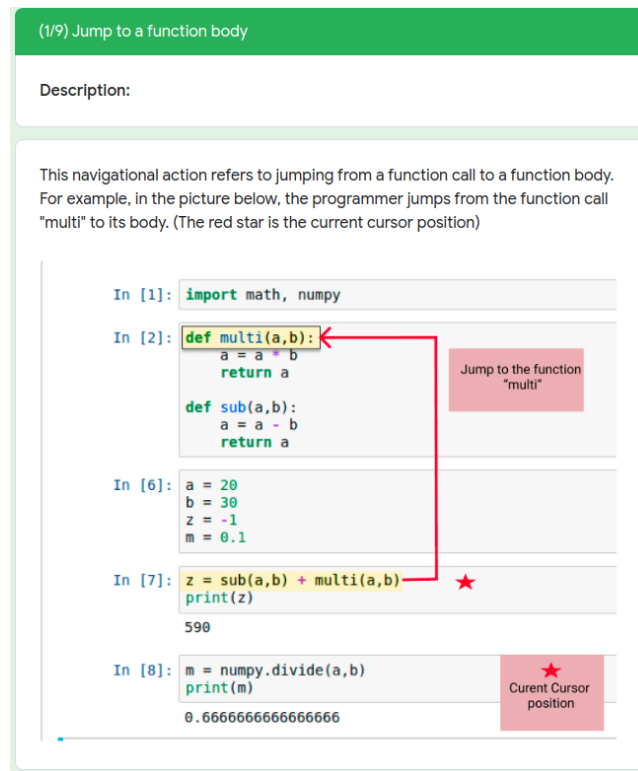 (1/9) Jump to a function body
Description:
This navigational action refers to jumping from a function call to a function body.
For example, in the picture below, the programmer jumps from the function call
"multi" to its body. (The red star is the current cursor position)
In [1]: import math, numpy
In [2]: def multi(a,b):
a = a * b
return a
Jump to the function
"multi"
def sub(a,b):
a = a - b
return a
In [6]: a = 20
b = 30
z = -1
m = 0.1
In [7]: z = sub(a,b) + multi(a,b)
print(z)
590
In [8]: m = numpy.divide(a,b)
print(m)
0.6666666666666666
Curent Cursor
position